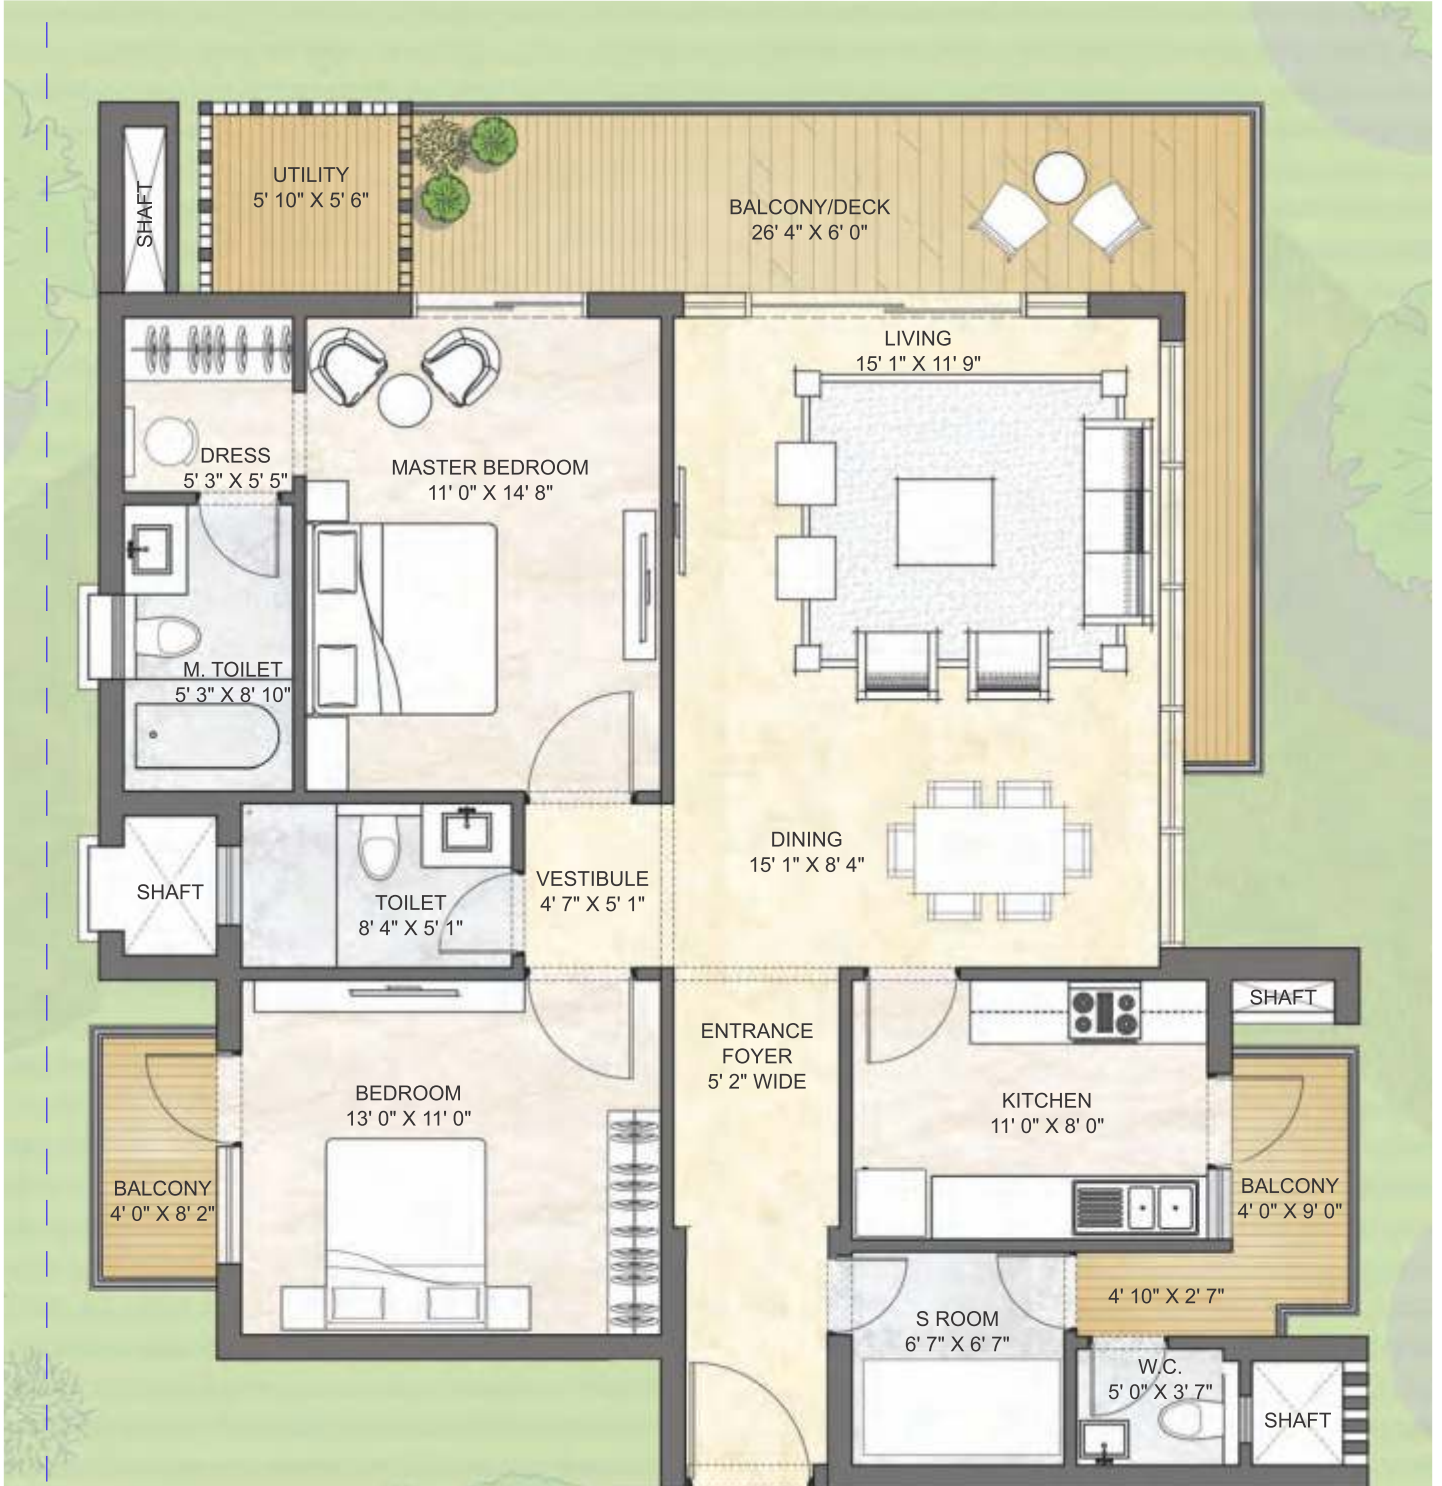 SHAFT
UTILITY
5' 10" X 5' 6"
BALCONY/DECK
26' 4" X 6' 0"
LIVING
15' 1" X 11' 9"
DRESS
5' 3" X 5' 5"
MASTER BEDROOM
11' 0" X 14' 8"
M. TOILET
5' 3" X 8' 10"
DINING
15' 1" X 8' 4"
SHAFT
TOILET
8' 4" X 5' 1"
VESTIBULE
4' 7" X 5' 1"
SHAFT
ENTRANCE
FOYER
5' 2" WIDE
BEDROOM
13' 0" X 11' 0"
KITCHEN
11' 0" X 8' 0"
BALCONY
4' 0" X 8' 2"
BALCONY
4' 0" X 9' 0"
4' 10" X 2' 7"
S ROOM
6' 7" X 6' 7"
W.C.
5' 0" X 3' 7"
SHAFT